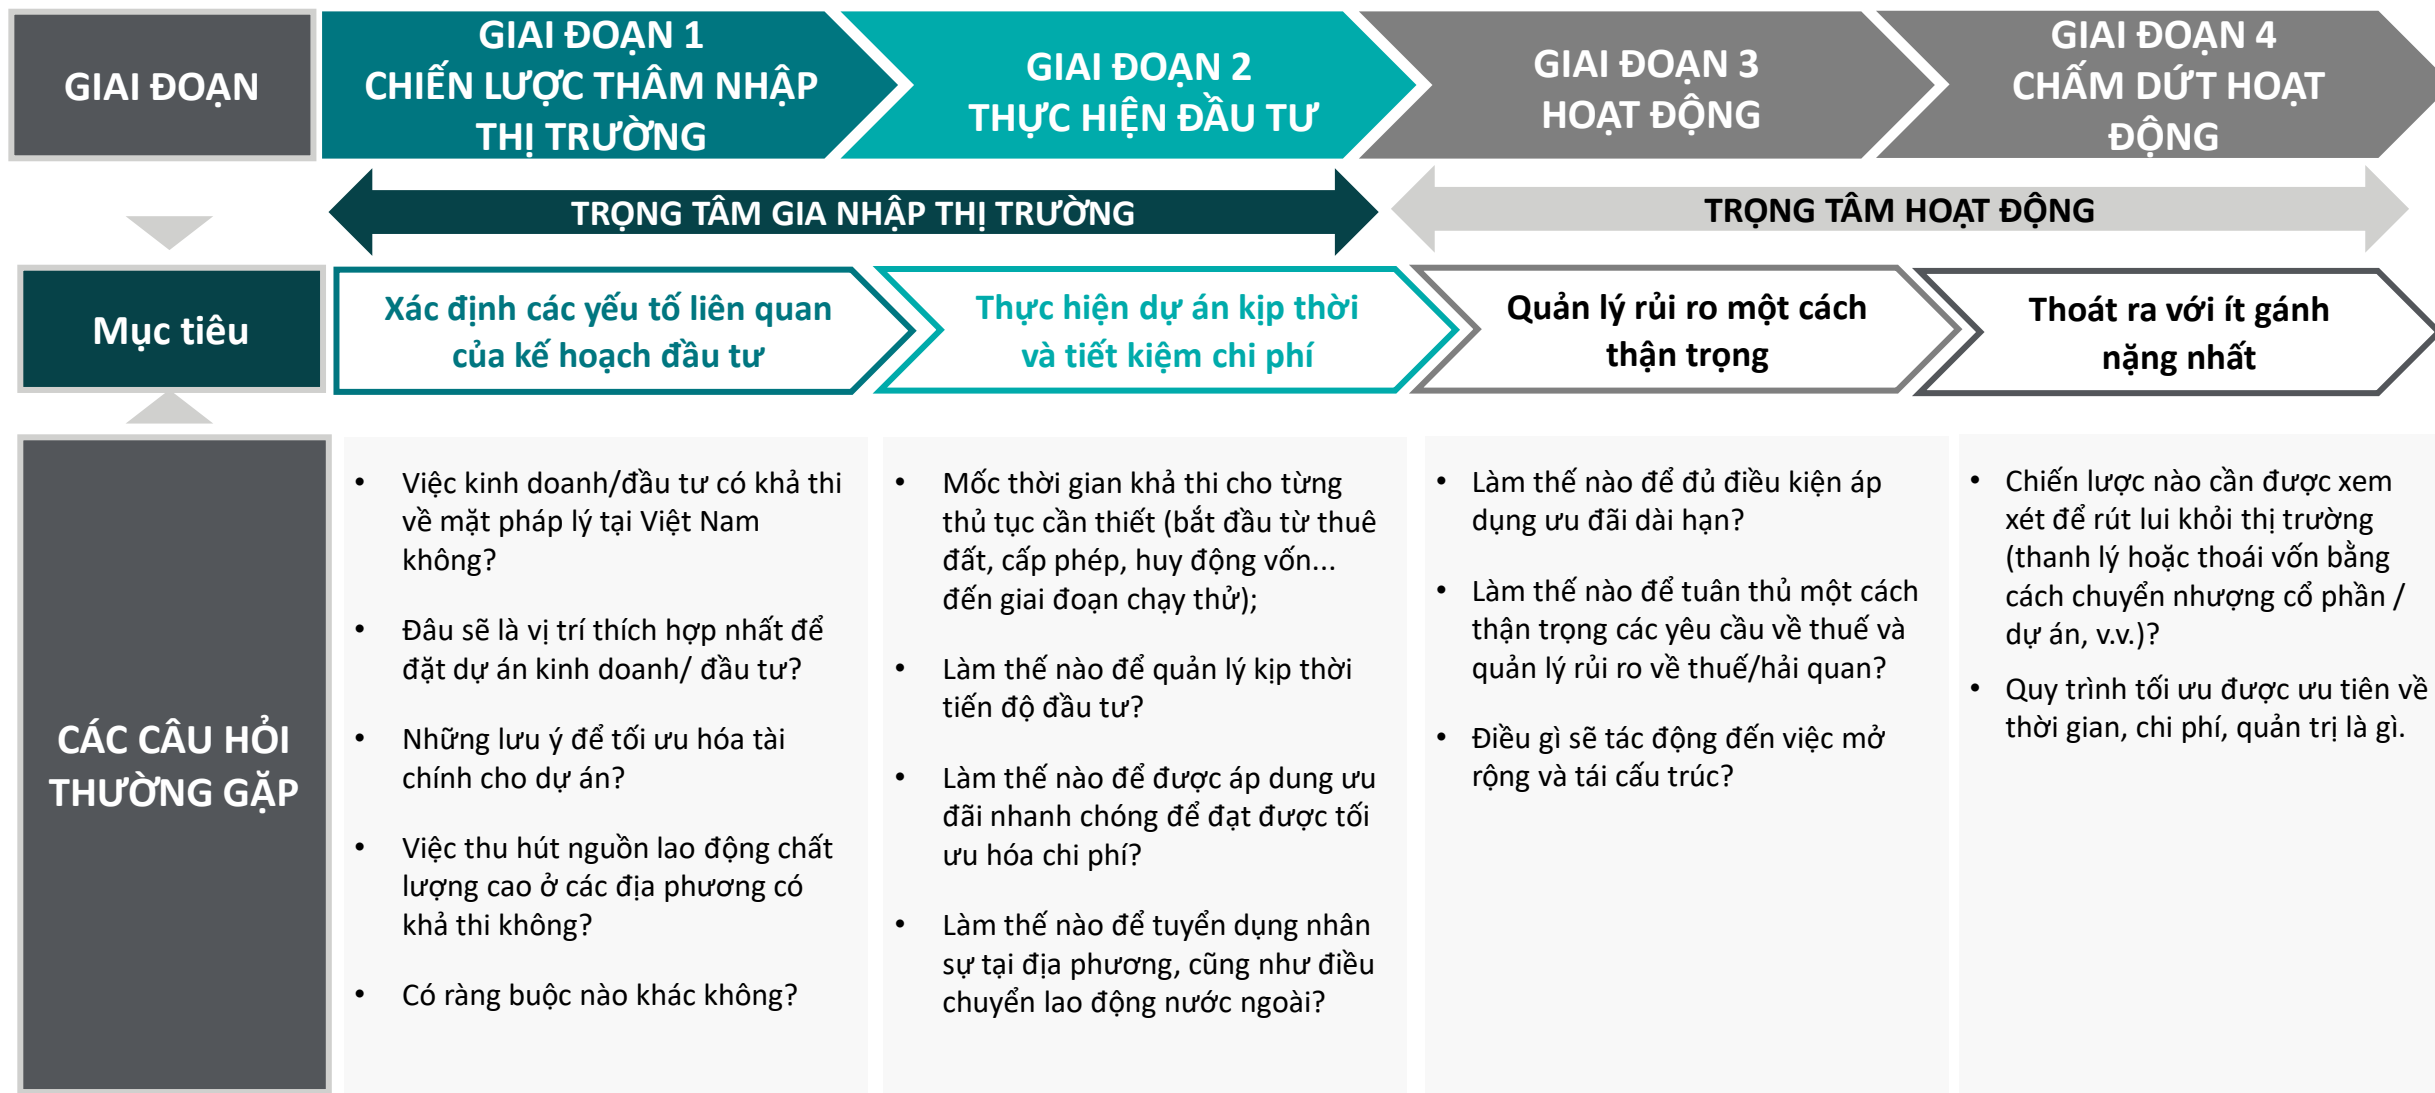 GIAI ĐOẠN
GIAI ĐOẠN 1
CHIẾN LƯỢC THÂM NHẬP
THỊ TRƯỜNG
GIAI ĐOẠN 2
THỰC HIỆN ĐẦU TƯ
GIAI ĐOẠN 3
HOẠT ĐỘNG
GIAI ĐOẠN 4
CHẤM DỨT HOẠT
ĐỘNG
TRỌNG TÂM GIA NHẬP THỊ TRƯỜNG
TRỌNG TÂM HOẠT ĐỘNG
Mục tiêu
Xác định các yếu tố liên quan
của kế hoạch đầu tư
Thực hiện dự án kịp thời
và tiết kiệm chi phí
Quản lý rủi ro một cách
thận trọng
Thoát ra với ít gánh
nặng nhất
CÁC CÂU HỎI
THƯỜNG GẶP
• Việc kinh doanh/đầu tư có khả thi
về mặt pháp lý tại Việt Nam
không?
• Đâu sẽ là vị trí thích hợp nhất để
đặt dự án kinh doanh/ đầu tư?
• Những lưu ý để tối ưu hóa tài
chính cho dự án?
• Việc thu hút nguồn lao động chất
lượng cao ở các địa phương có
khả thi không?
• Có ràng buộc nào khác không?
• Mốc thời gian khả thi cho từng
thủ tục cần thiết (bắt đầu từ thuê
đất, cấp phép, huy động vốn...
đến giai đoạn chạy thử);
• Làm thế nào để quản lý kịp thời
tiến độ đầu tư?
• Làm thế nào để được áp dung ưu
đãi nhanh chóng để đạt được tối
ưu hóa chi phí?
• Làm thế nào để tuyển dụng nhân
sự tại địa phương, cũng như điều
chuyển lao động nước ngoài?
• Làm thế nào để đủ điều kiện áp
dụng ưu đãi dài hạn?
• Làm thế nào để tuân thủ một cách
thận trọng các yêu cầu về thuế và
quản lý rủi ro về thuế/hải quan?
• Điều gì sẽ tác động đến việc mở
rộng và tái cấu trúc?
• Chiến lược nào cần được xem
xét để rút lui khỏi thị trường
(thanh lý hoặc thoái vốn bằng
cách chuyển nhượng cổ phần /
dự án, v.v.)?
• Quy trình tối ưu được ưu tiên về
thời gian, chi phí, quản trị là gì.